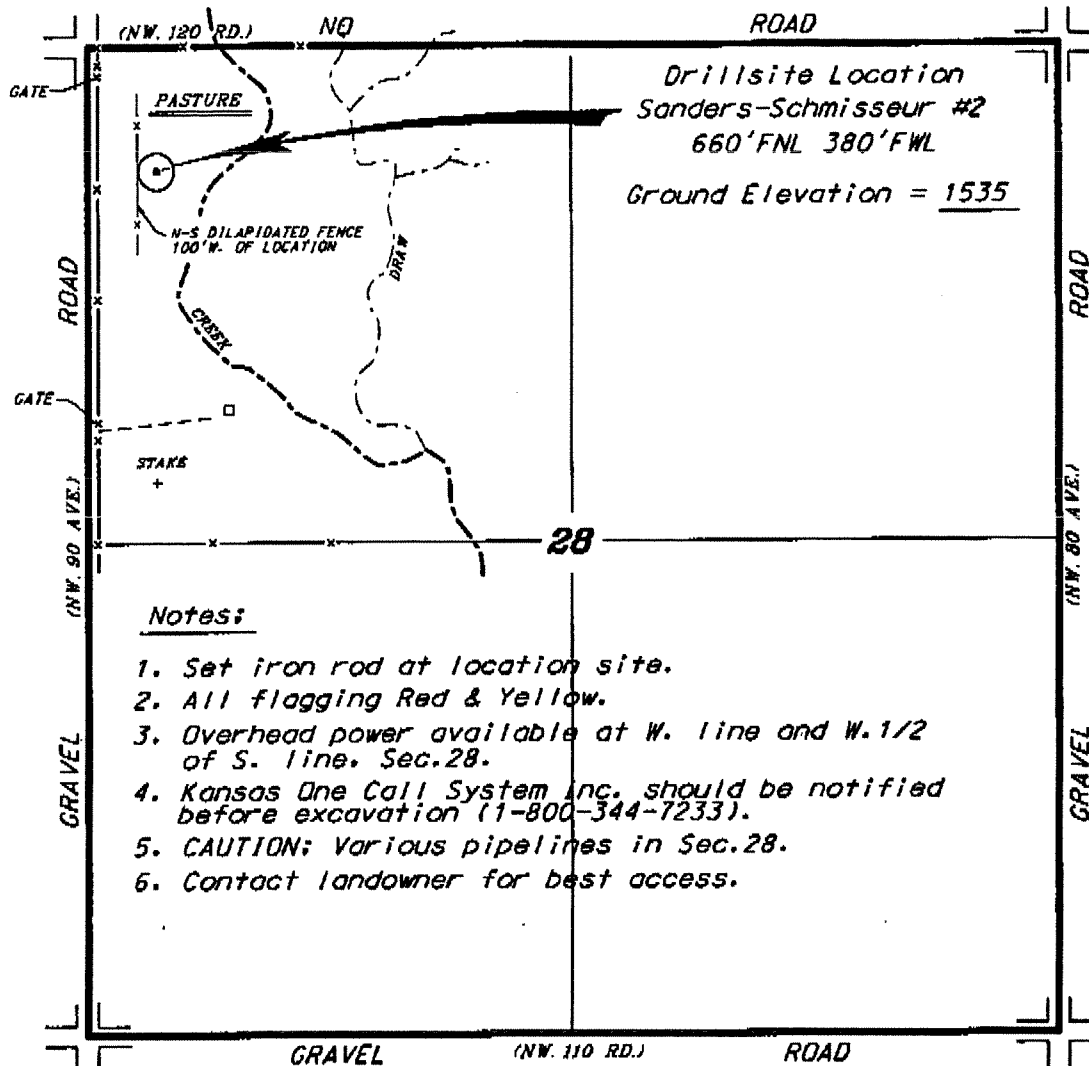 (NW. 120 RD.) NO ROAD
GATE
PASTURE
Drillsite Location
Sanders-Schmisseur #2
660'FNL 380'FWL
Ground Elevation = 1535
N-S DILAPIDATED FENCE
100'W. OF LOCATION
ROAD
DRAW
ROAD
CREEK
GATE
STAKE
(NW. 90 AVE.)
28
(NW. 80 AVE.)
Notes:
1. Set iron rod at location site.
2. All flagging Red & Yellow.
3. Overhead power available at W. line and W.1/2
of S. line, Sec.28.
4. Kansas One Call System Inc. should be notified
before excavation (1-800-344-7233).
5. CAUTION: Various pipelines in Sec.28.
6. Contact landowner for best access.
GRAVEL
GRAVEL
GRAVEL (NW. 110 RD.) ROAD